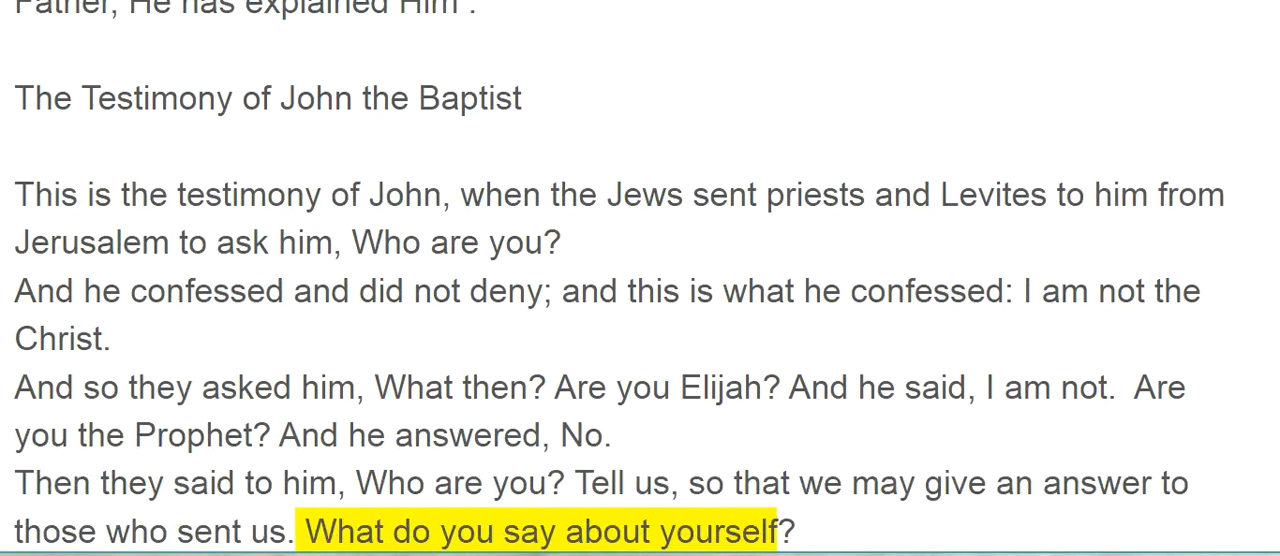 Father, He has explained Him .
The Testimony of John the Baptist
This is the testimony of John, when the Jews sent priests and Levites to him from
Jerusalem to ask him, Who are you?
And he confessed and did not deny; and this is what he confessed: I am not the
Christ.
And so they asked him, What then? Are you Elijah? And he said, I am not.  Are
you the Prophet? And he answered, No.
Then they said to him, Who are you? Tell us, so that we may give an answer to
those who sent us. What do you say about yourself?